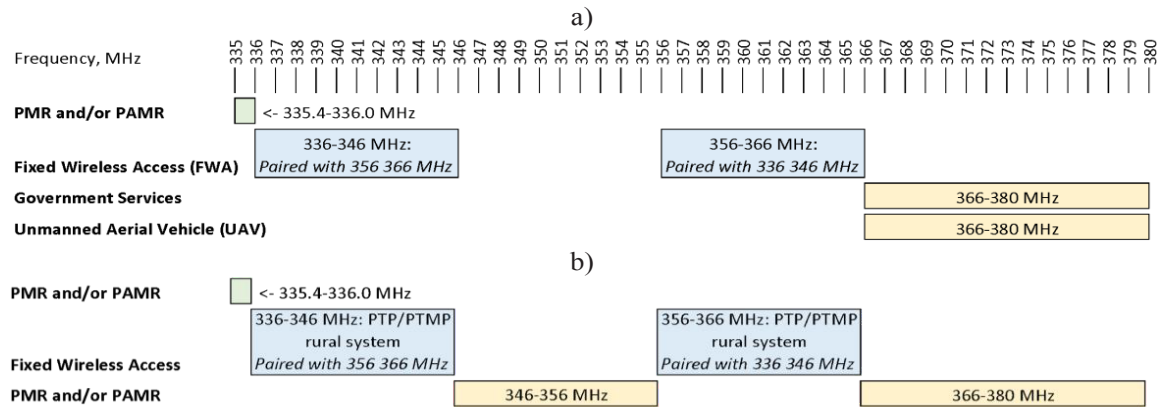 a)
Frequency, MHz
335 336 337 338 339 340 341 342 343 344 345 346 347 348 349 350 351 352 353 354 355 356 357 358 359 360 361 362 363 364 365 366 367 368 369 370 371 372 373 374 375 376 377 378 379 380
PMR and/or PAMR
<- 335.4-336.0 MHz
336-346 MHz:
Paired with 356 366 MHz
356-366 MHz:
Paired with 336 346 MHz
Fixed Wireless Access (FWA)
Government Services
366-380 MHz
Unmanned Aerial Vehicle (UAV)
366-380 MHz
b)
PMR and/or PAMR
<- 335.4-336.0 MHz
336-346 MHz: PTP/PTMP
rural system
Paired with 356 366 MHz
356-366 MHz: PTP/PTMP
rural system
Paired with 336 346 MHz
Fixed Wireless Access
PMR and/or PAMR
346-356 MHz
366-380 MHz